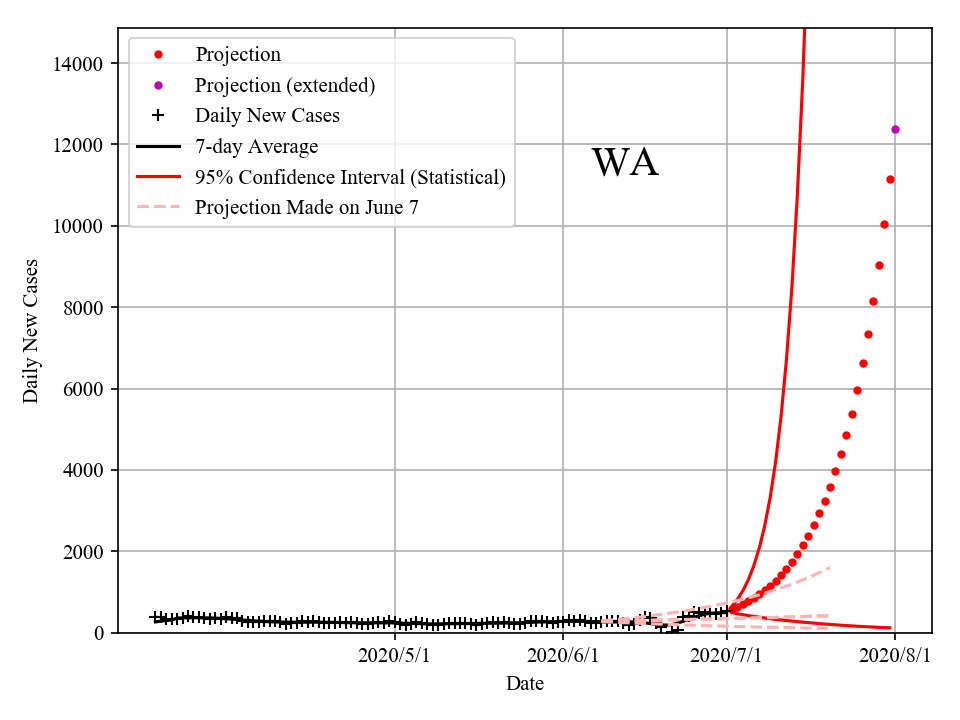 Projection
Projection (extended)
Daily New Cases
7-day Average
95% Confidence Interval (Statistical)
Projection Made on June 7
WA
Daily New Cases
14000
12000
10000
8000
6000
4000
2000
0
2020/5/1
2020/6/1
2020/7/1
2020/8/1
Date